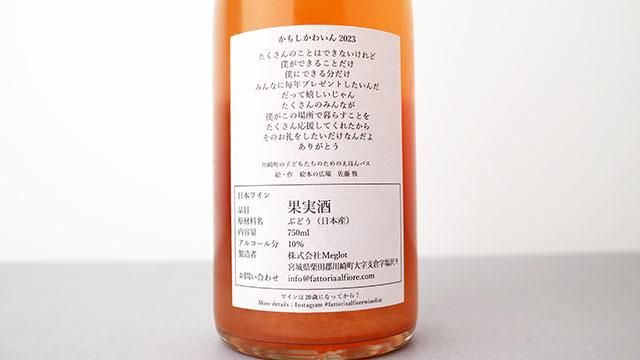 かもしかわいん 2023
たくさんのことはできないけれど
僕ができることだけ
僕にできる分だけ
みんなに毎年プレゼントしたいんだ
だって嬉しいじゃん
たくさんのみんなが
僕がこの場所で暮らすことを
たくさん応援してくれたから
そのお礼をしたいだけなんだよ
ありがとう
川崎町の子どもたちのためのえほんバス
絵・作 絵本の広場 佐藤 牧
日本ワイン
品目 果実酒
原材料名 ぶどう（日本産）
内容量 750ml
アルコール分 10%
製造者 株式会社Meglot
宮城県柴田郡川崎町大字支倉字塩沢9
お問い合わせ info@fattoriaalfiore.com
ワインは20歳になってから！
More details : Instagram #fattoriaalfiorewinelist